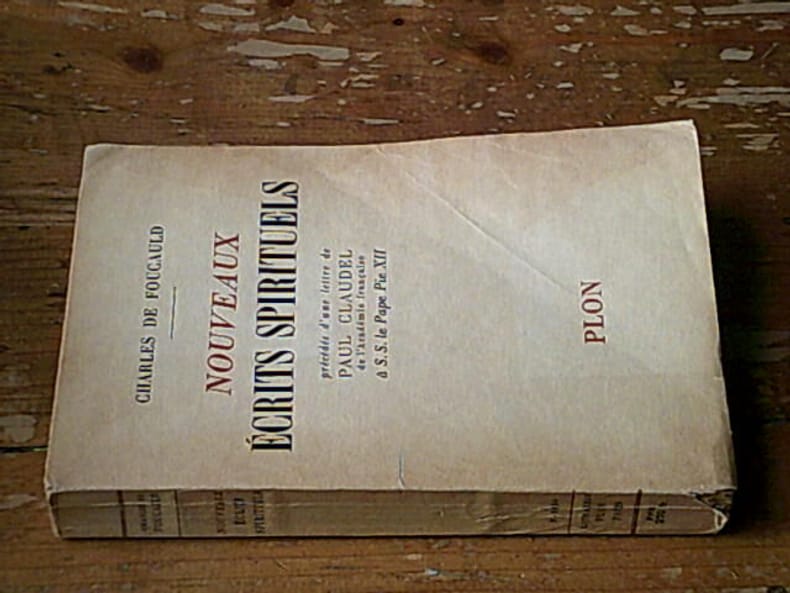 CHARLES DE FOUCAULD
NOUVEAUX
ÉCRITS SPIRITUELS
précédés d'une lettre de
PAUL CLAUDEL
de l'Académie française
à S.S. le Pape Pie XII
PLON